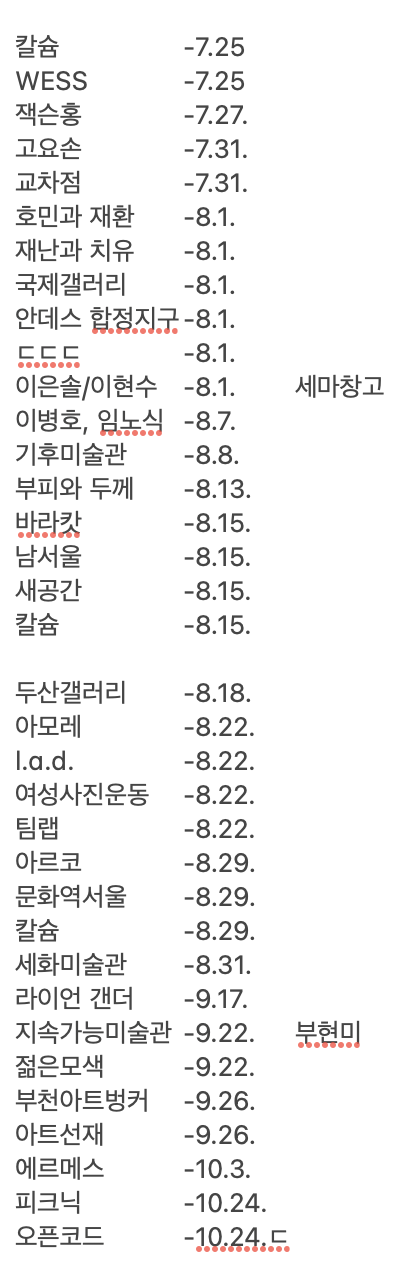 칼슘 -7.25
WESS -7.25
잭슨홍 -7.27.
고요손 -7.31.
교차점 -7.31.
호민과 재환 -8.1.
재난과 치유 -8.1.
국제갤러리 -8.1.
안데스 합정지구 -8.1.
ㄷㄷㄷ -8.1.
이은솔/이현수 -8.1. 세마창고
이병호, 임노식 -8.7.
기후미술관 -8.8.
부피와 두께 -8.13.
바라캇 -8.15.
남서울 -8.15.
새공간 -8.15.
칼슘 -8.15.
두산갤러리 -8.18.
아모레 -8.22.
l.a.d. -8.22.
여성사진운동 -8.22.
팀랩 -8.22.
아르코 -8.29.
문화역서울 -8.29.
칼슘 -8.29.
세화미술관 -8.31.
라이언 갠더 -9.17.
지속가능미술관 -9.22. 부현미
젊은모색 -9.22.
부천아트벙커 -9.26.
아트선재 -9.26.
에르메스 -10.3.
피크닉 -10.24.
오픈코드 -10.24.ㄷ